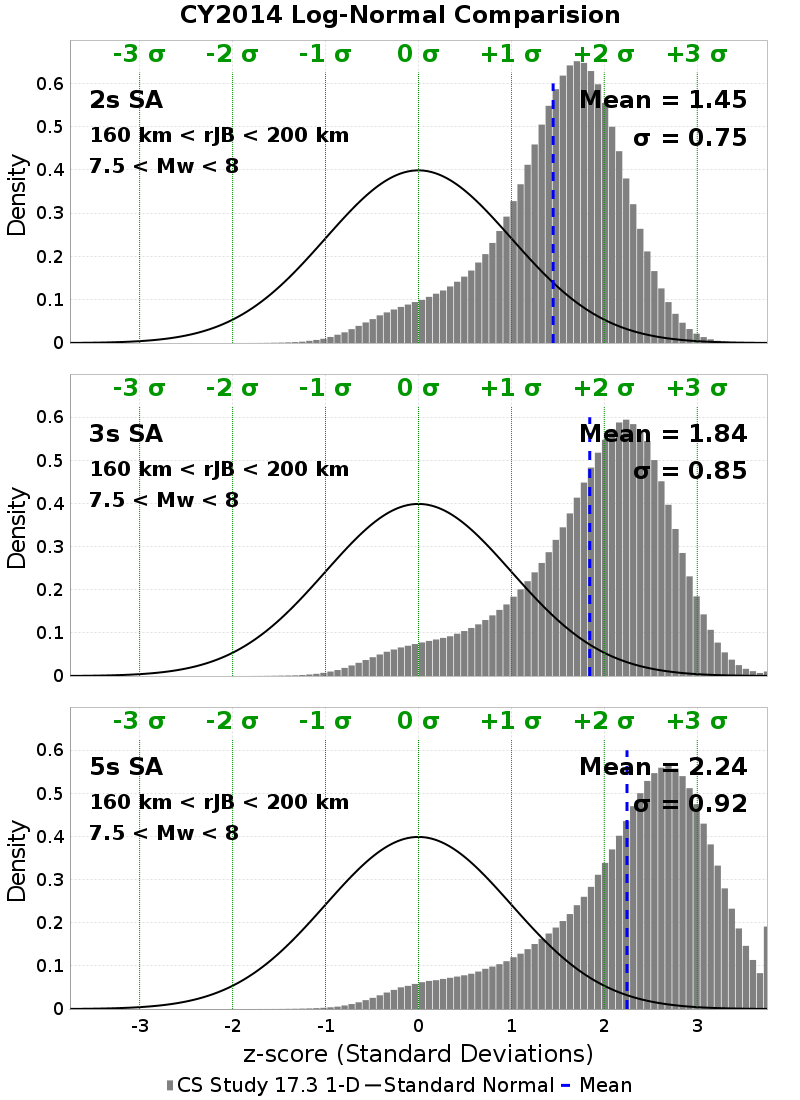 CY2014 Log-Normal Comparision
-3 σ -2 σ -1 σ 0 σ +1 σ +2 σ +3 σ
2s SA
Mean = 1.45
160 km < rJB < 200 km
σ = 0.75
7.5 < Mw < 8
Density
0.6
0.5
0.4
0.3
0.2
0.1
0
-3 σ -2 σ -1 σ 0 σ +1 σ +2 σ +3 σ
3s SA
Mean = 1.84
160 km < rJB < 200 km
σ = 0.85
7.5 < Mw < 8
Density
0.6
0.5
0.4
0.3
0.2
0.1
0
-3 σ -2 σ -1 σ 0 σ +1 σ +2 σ +3 σ
5s SA
Mean = 2.24
160 km < rJB < 200 km
σ = 0.92
7.5 < Mw < 8
Density
0.6
0.5
0.4
0.3
0.2
0.1
0
-3 -2 -1 0 1 2 3
z-score (Standard Deviations)
CS Study 17.3 1-D Standard Normal Mean